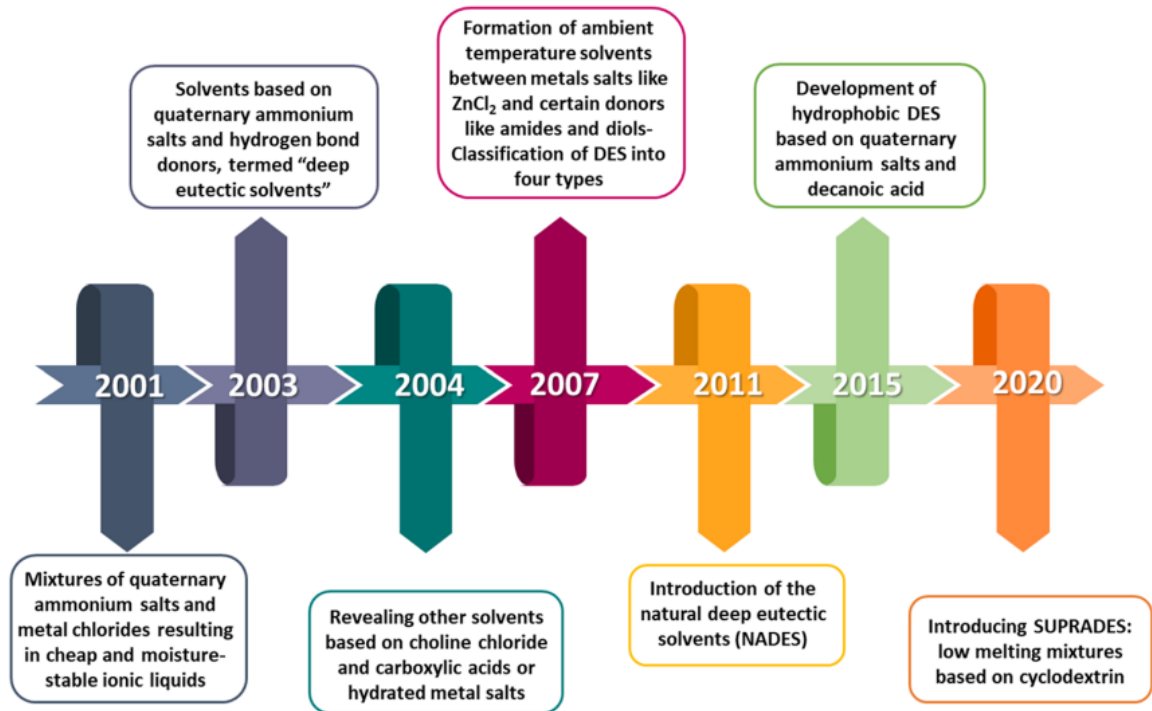 Solvents based on
quaternary ammonium
salts and hydrogen bond
donors, termed “deep
eutectic solvents”
Formation of ambient
temperature solvents
between metals salts like
ZnCl₂ and certain donors
like amides and diols-
Classification of DES into
four types
Development of
hydrophobic DES
based on quaternary
ammonium salts and
decanoic acid
2001
2003
2004
2007
2011
2015
2020
Mixtures of quaternary
ammonium salts and
metal chlorides resulting
in cheap and moisture-
stable ionic liquids
Revealing other solvents
based on choline chloride
and carboxylic acids or
hydrated metal salts
Introduction of the
natural deep eutectic
solvents (NADES)
Introducing SUPRADES:
low melting mixtures
based on cyclodextrin